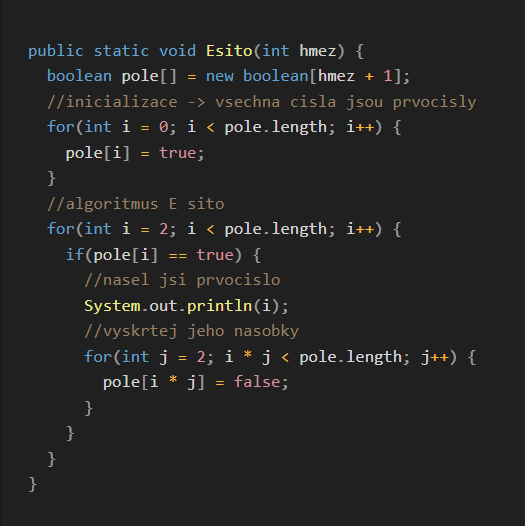 public static void Esito(int hmez) {
boolean pole[] = new boolean[hmez + 1];
//inicializace -> vsechna cisla jsou prvocisly
for(int i = 0; i < pole.length; i++) {
pole[i] = true;
}
//algoritmus E sito
for(int i = 2; i < pole.length; i++) {
if(pole[i] == true) {
//nasel jsi prvocislo
System.out.println(i);
//vyskrtej jeho nasobky
for(int j = 2; i * j < pole.length; j++) {
pole[i * j] = false;
}
}
}
}